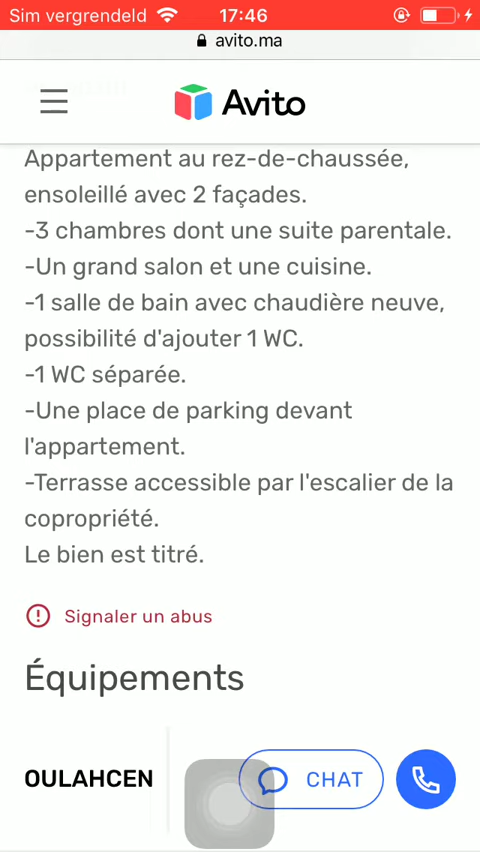 Sim vergrendeld 17:46
avito.ma
Avito
Appartement au rez-de-chaussée,
ensoleillé avec 2 façades.
-3 chambres dont une suite parentale.
-Un grand salon et une cuisine.
-1 salle de bain avec chaudière neuve,
possibilité d'ajouter 1 WC.
-1 WC séparée.
-Une place de parking devant
l'appartement.
-Terrasse accessible par l'escalier de la
copropriété.
Le bien est titré.
Signaler un abus
Équipements
OULAHCEN CHAT